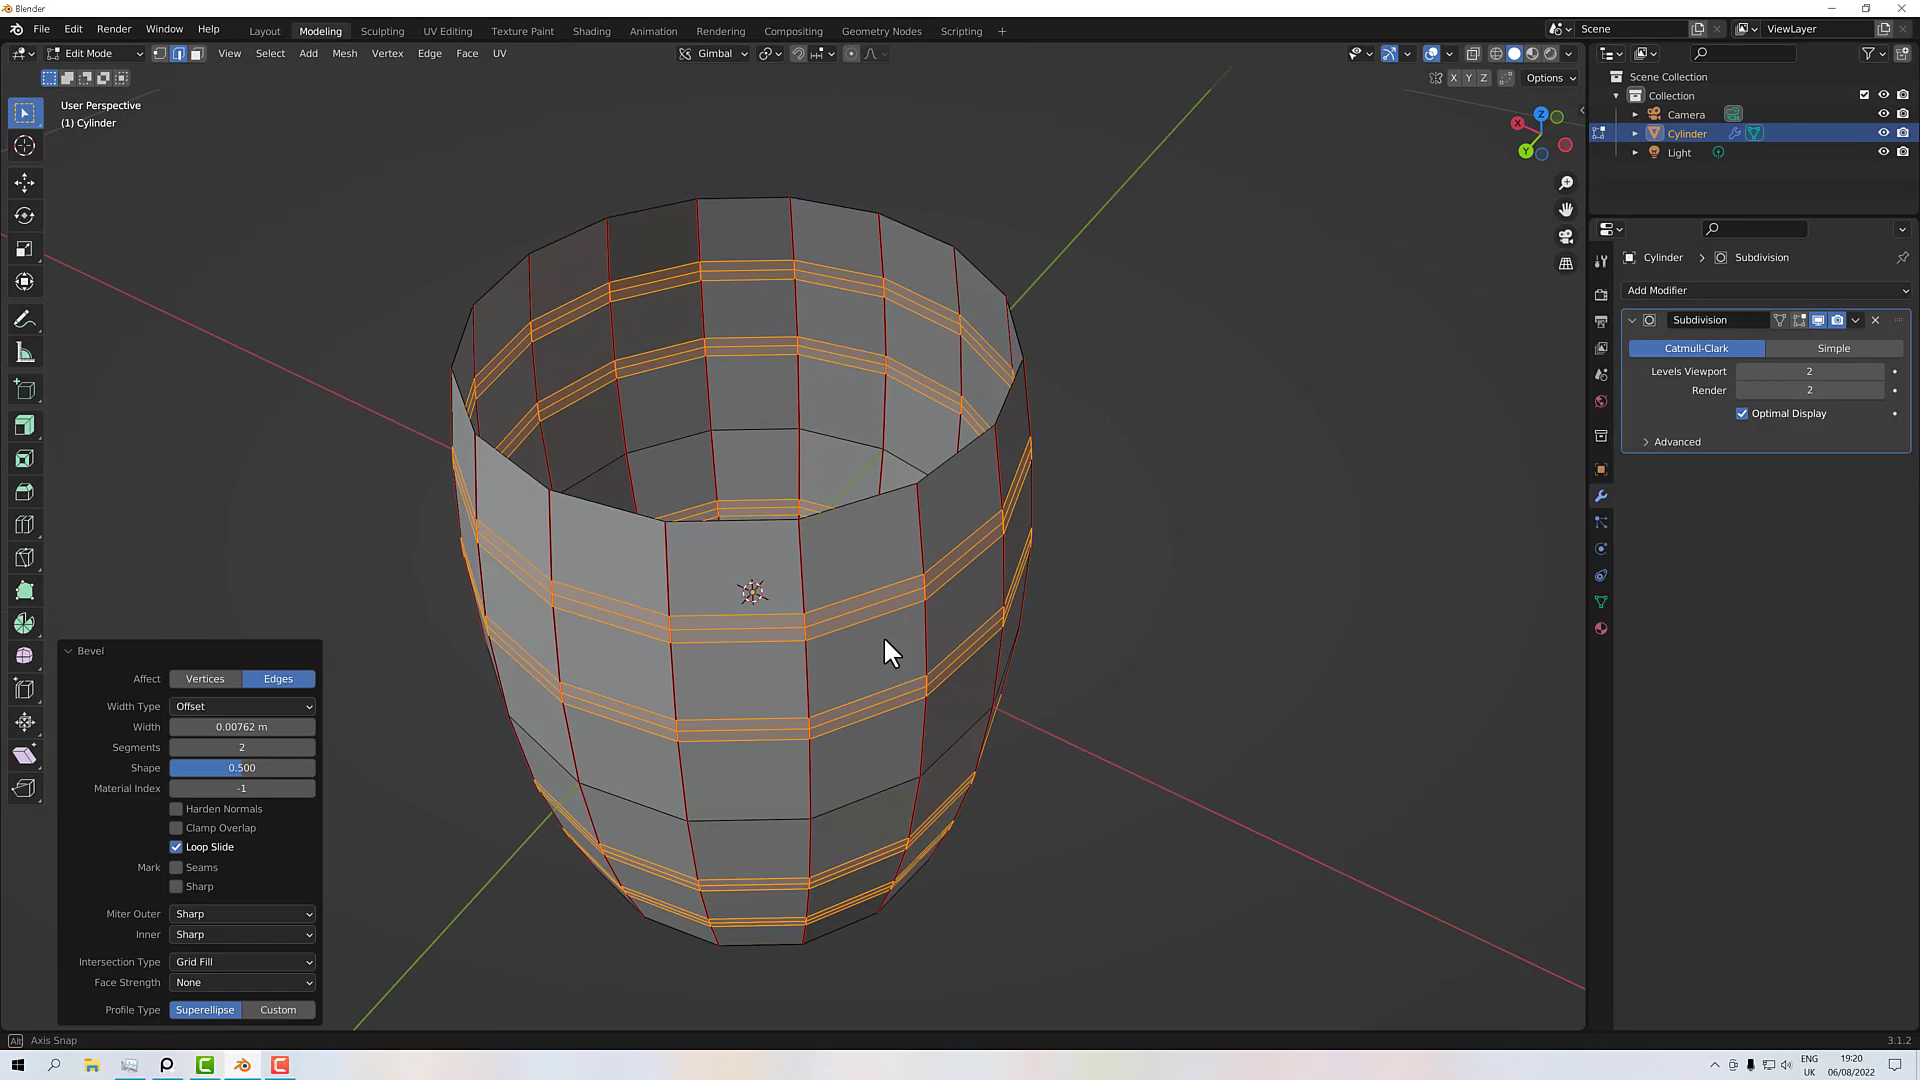 Blender
File Edit Render Window Help
Layout Modeling Sculpting UV Editing Texture Paint Shading Animation Rendering Compositing Geometry Nodes Scripting +
Scene
ViewLayer
Edit Mode
View Select Add Mesh Vertex Edge Face UV
Gimbal
X Y Z
Options
User Perspective
(1) Cylinder
Z
X
Y
Scene Collection
Collection
Camera
Cylinder
Light
Cylinder > Subdivision
Add Modifier
Subdivision
Catmull-Clark Simple
Levels Viewport 2
Render 2
Optimal Display
Advanced
Bevel
Affect Vertices Edges
Width Type Offset
Width 0.00762 m
Segments 2
Shape 0.500
Material Index -1
Harden Normals
Clamp Overlap
Loop Slide
Mark Seams
Sharp
Miter Outer Sharp
Inner Sharp
Intersection Type Grid Fill
Face Strength None
Profile Type Superellipse Custom
Alt Axis Snap
3.1.2
ENG
UK
19:20
06/08/2022